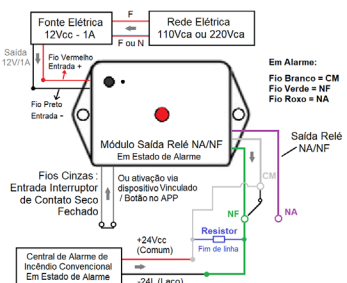 Fonte Elétrica
12Vcc - 1A
F
F ou N
Rede Elétrica
110Vca ou 220Vca
Saída
12V/1A
Fio Vermelho
Entrada +
Fio Preto
Entrada -
Em Alarme:
Fio Branco = CM
Fio Verde = NF
Fio Roxo = NA
Módulo Saída Relé NA/NF
Em Estado de Alarme
Saída Relé
NA/NF
Fios Cinzas :
Entrada Interruptor
de Contato Seco
Fechado
Ou ativação via
dispositivo Vinculado
/ Botão no APP
CM
NF
NA
Resistor
Fim de linha
+24Vcc
(Comum)
Central de Alarme de
Incêndio Convencional
Em Estado de Alarme
-24L (Laço)